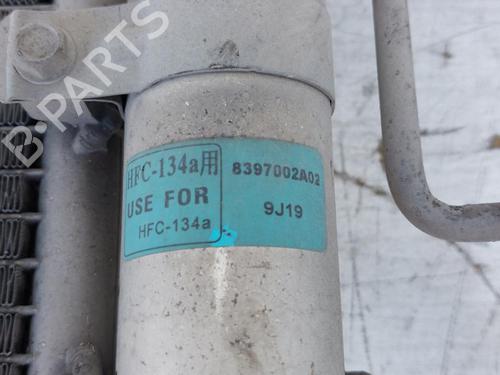 B-PARTS
HFC-134a用
USE FOR
HFC-134a
8397002A02
9J19